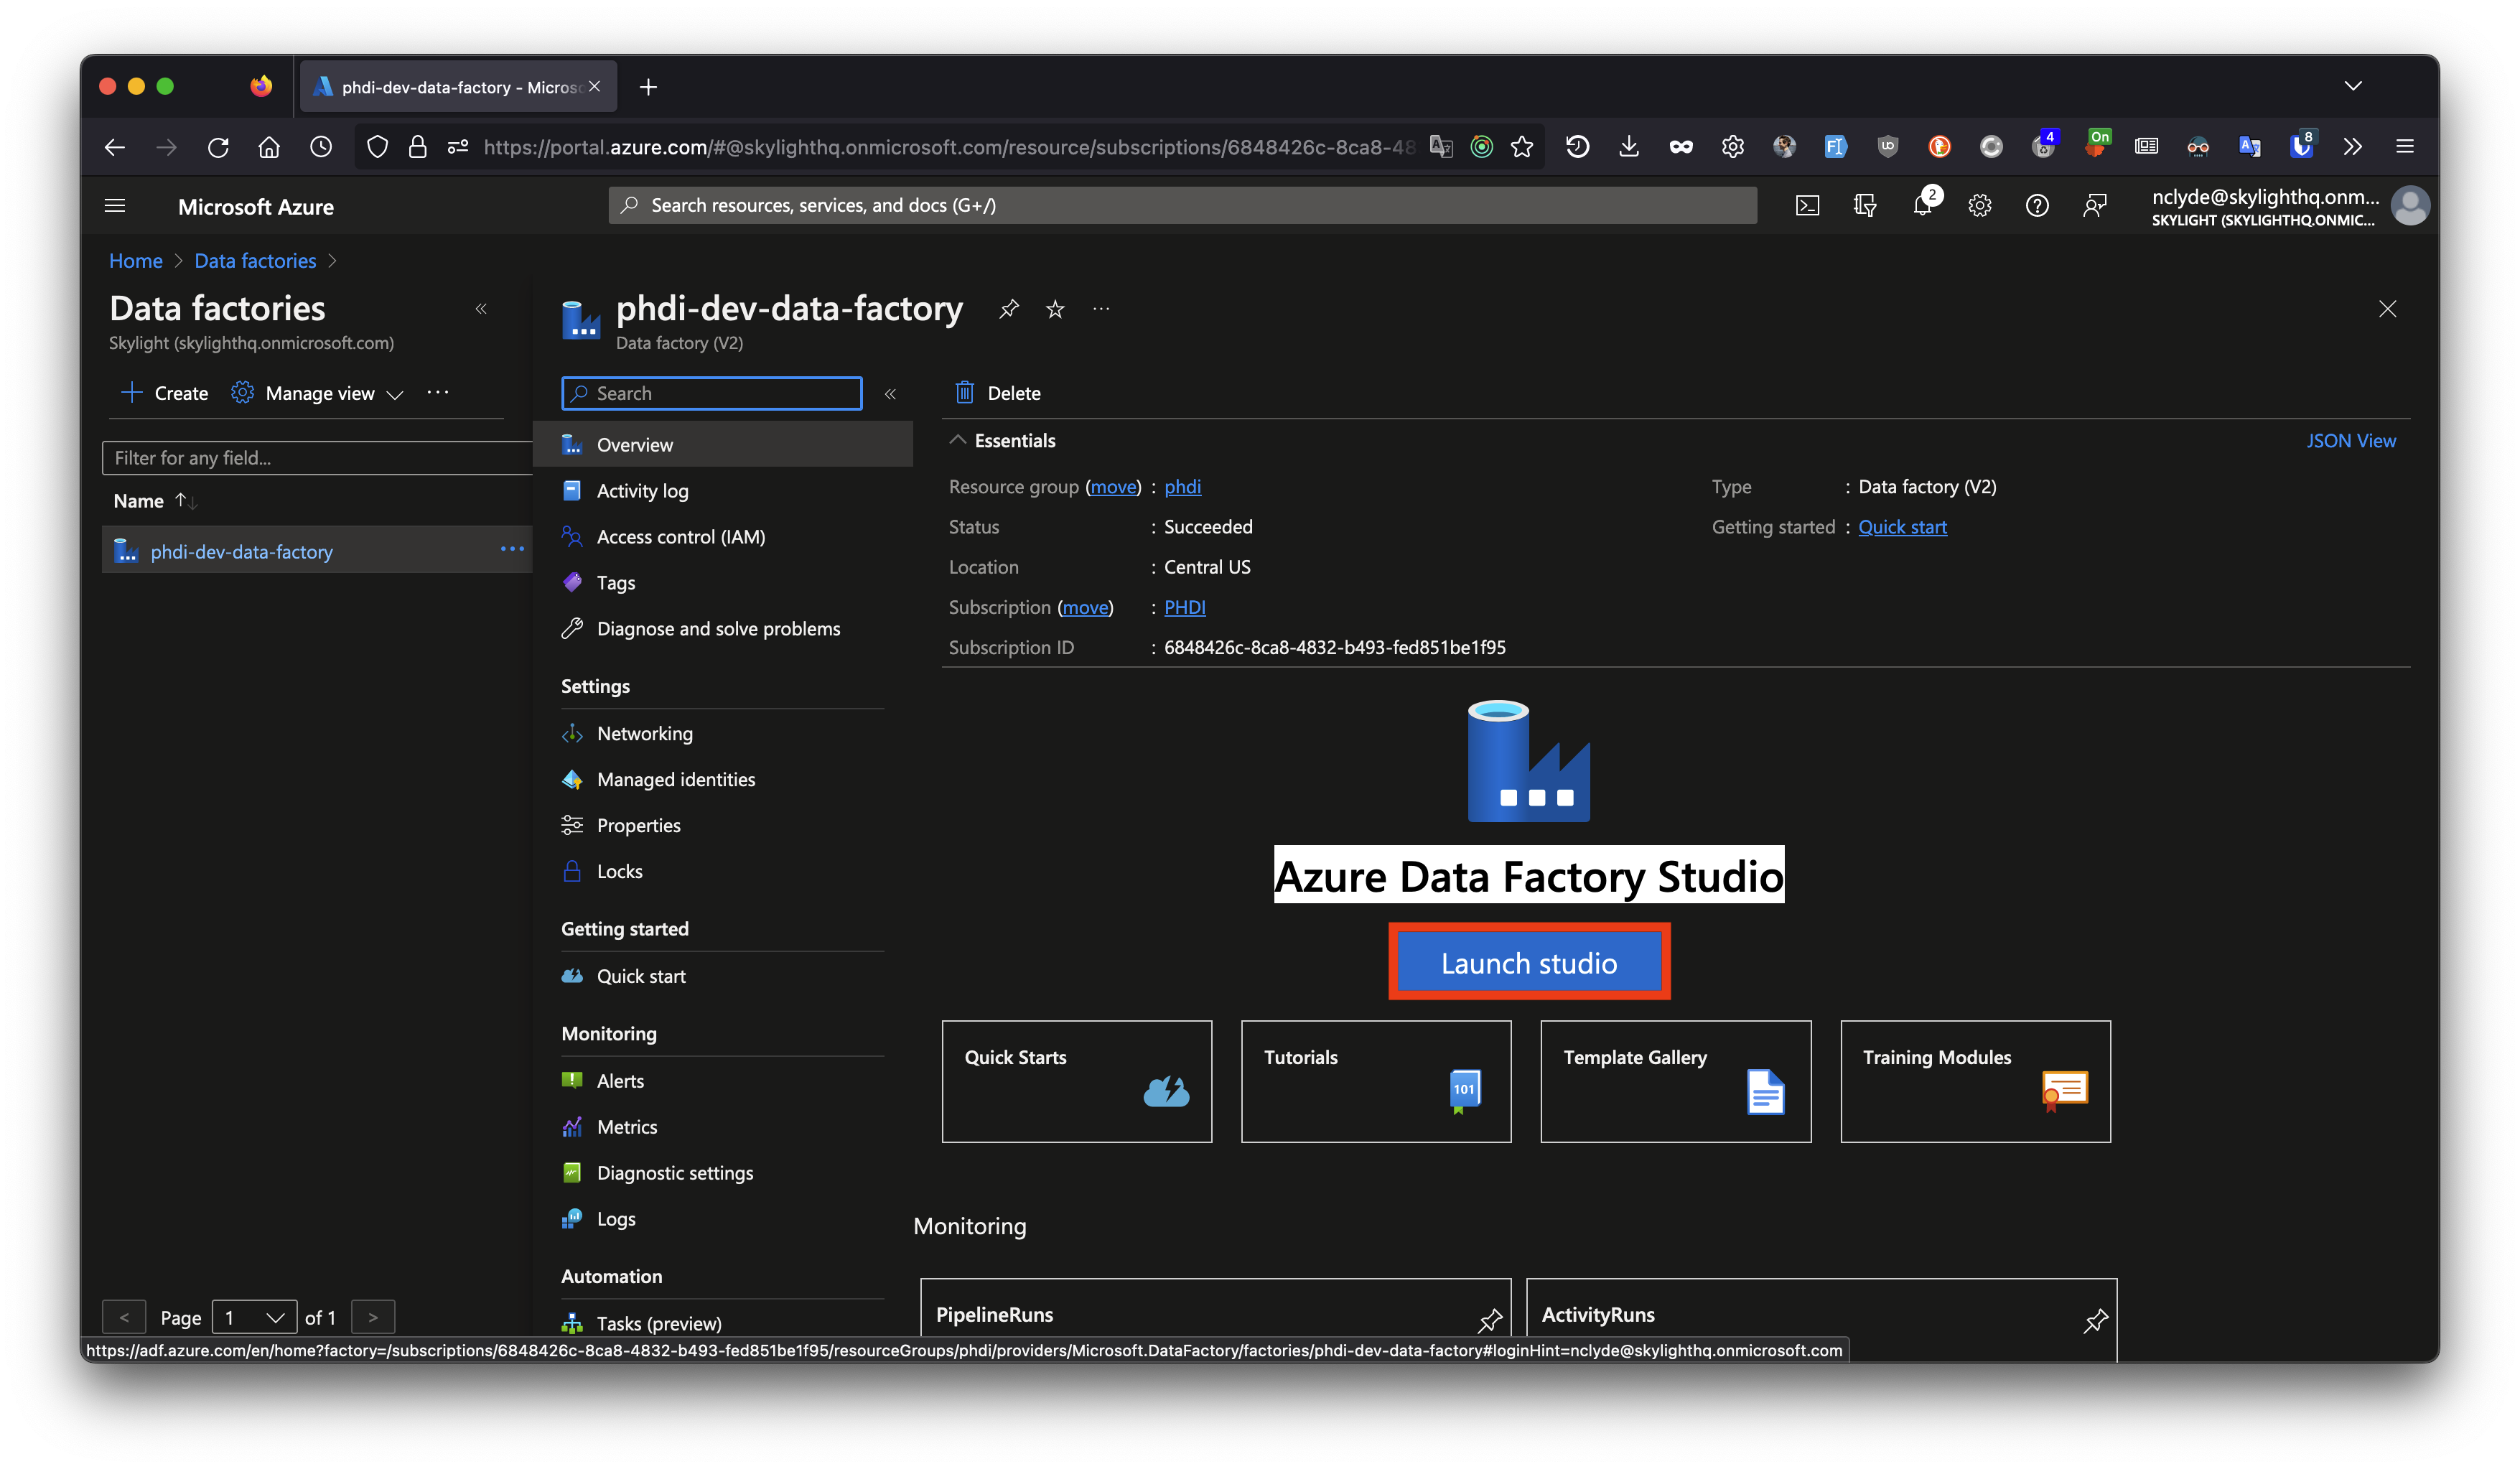 phdi-dev-data-factory - Micros
https://portal.azure.com/#@skylighthq.onmicrosoft.com/resource/subscriptions/6848426c-8ca8-48
4
On
8
Microsoft Azure
Search resources, services, and docs (G+/)
2
nclyde@skylighthq.onm...
SKYLIGHT (SKYLIGHTHQ.ONMIC...
Home > Data factories >
Data factories
Skylight (skylighthq.onmicrosoft.com)
Create
Manage view
Filter for any field...
Name
phdi-dev-data-factory
Page 1 of 1
phdi-dev-data-factory
Data factory (V2)
Search
Overview
Activity log
Access control (IAM)
Tags
Diagnose and solve problems
Settings
Networking
Managed identities
Properties
Locks
Getting started
Quick start
Monitoring
Alerts
Metrics
Diagnostic settings
Logs
Automation
Tasks (preview)
Delete
Essentials
JSON View
Resource group (move) : phdi
Status : Succeeded
Location : Central US
Subscription (move) : PHDI
Subscription ID : 6848426c-8ca8-4832-b493-fed851be1f95
Type : Data factory (V2)
Getting started : Quick start
Azure Data Factory Studio
Launch studio
Quick Starts
Tutorials
101
Template Gallery
Training Modules
Monitoring
PipelineRuns
ActivityRuns
https://adf.azure.com/en/home?factory=/subscriptions/6848426c-8ca8-4832-b493-fed851be1f95/resourceGroups/phdi/providers/Microsoft.DataFactory/factories/phdi-dev-data-factory#loginHint=nclyde@skylighthq.onmicrosoft.com